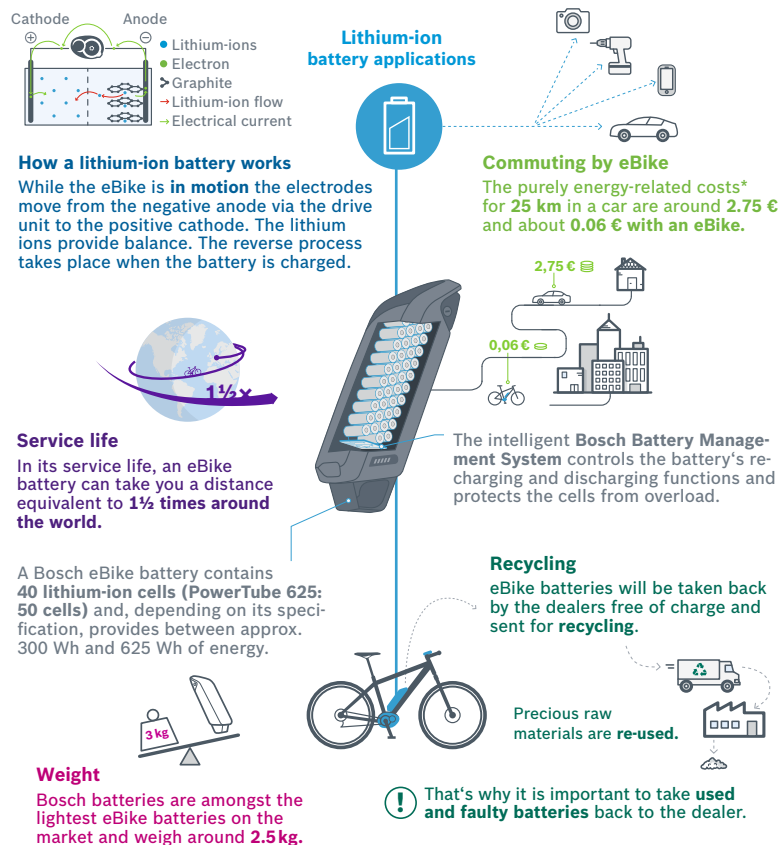 Cathode
Anode
+
−
Lithium-ions
Electron
Graphite
Lithium-ion flow
Electrical current
Lithium-ion
battery applications
How a lithium-ion battery works
While the eBike is in motion the electrodes
move from the negative anode via the drive
unit to the positive cathode. The lithium
ions provide balance. The reverse process
takes place when the battery is charged.
Commuting by eBike
The purely energy-related costs*
for 25 km in a car are around 2.75 €
and about 0.06 € with an eBike.
2,75 €
0,06 €
1½×
Service life
In its service life, an eBike
battery can take you a distance
equivalent to 1½ times around
the world.
The intelligent Bosch Battery Manage-
ment System controls the battery‘s re-
charging and discharging functions and
protects the cells from overload.
A Bosch eBike battery contains
40 lithium-ion cells (PowerTube 625:
50 cells) and, depending on its speci-
fication, provides between approx.
300 Wh and 625 Wh of energy.
Recycling
eBike batteries will be taken back
by the dealers free of charge and
sent for recycling.
Precious raw
materials are re-used.
3 kg
Weight
Bosch batteries are amongst the
lightest eBike batteries on the
market and weigh around 2.5 kg.
!
That‘s why it is important to take used
and faulty batteries back to the dealer.